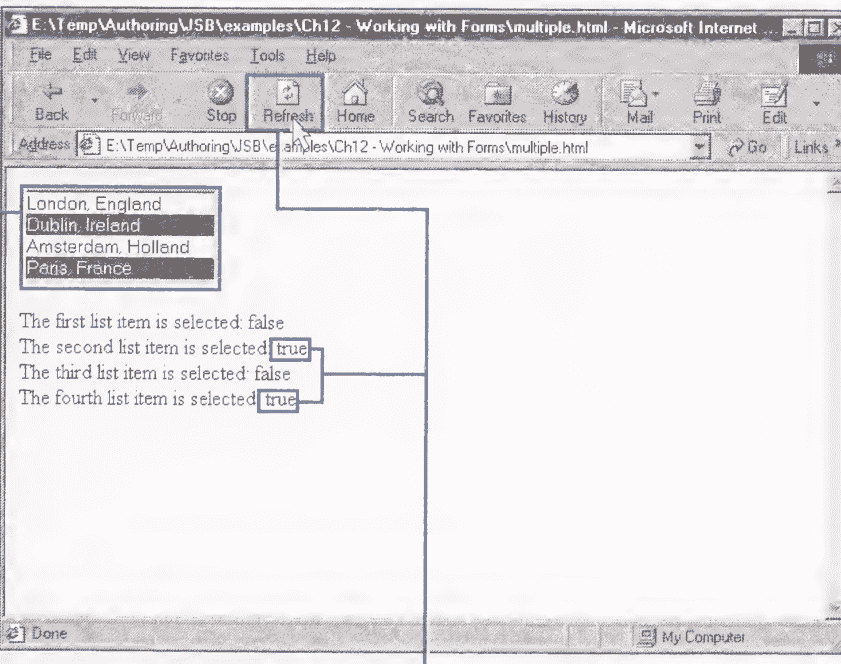 E:\Temp\Authoring\JSB\examples\Ch12 - Working with Forms\multiple.html - Microsoft Internet ...
File Edit View Favorites Tools Help
Back Forward Stop Refresh Home Search Favorites History Mail Print Edit
Address E:\Temp\Authoring\JSB\examples\Ch12 - Working with Forms\multiple.html Go Links »
London, England
Dublin, Ireland
Amsterdam, Holland
Paris, France
The first list item is selected: false
The second list item is selected: true
The third list item is selected: false
The fourth list item is selected: true
Done My Computer